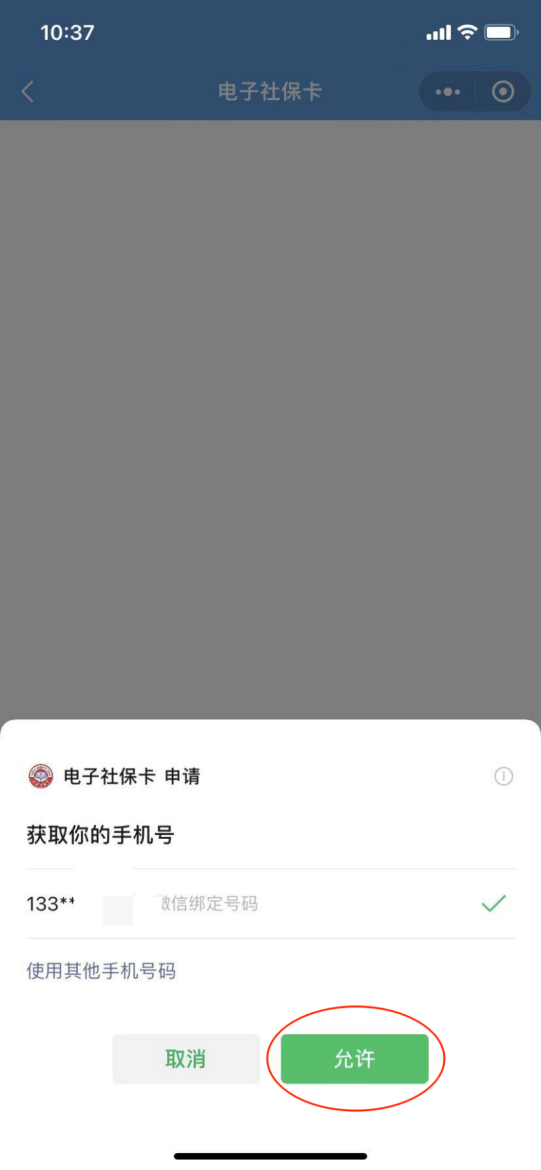 10:37
电子社保卡
电子社保卡 申请
获取你的手机号
133** 微信绑定号码
使用其他手机号码
取消 允许